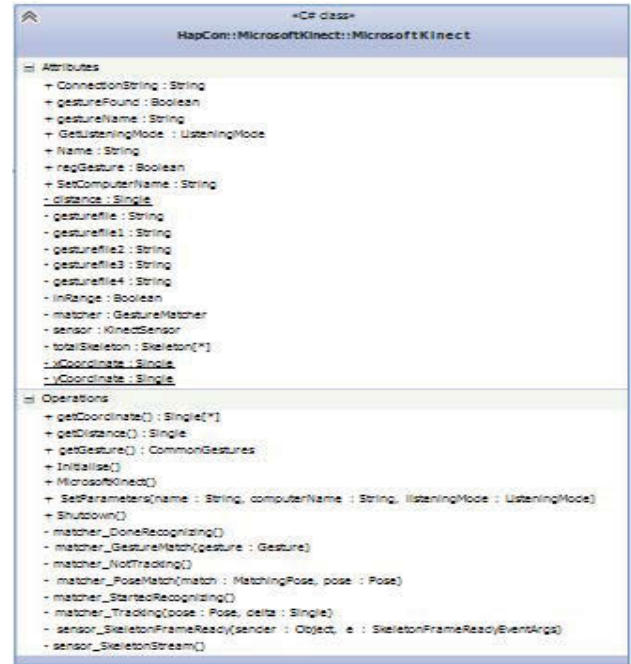 «C# class»
HapCon::MicrosoftKinect::MicrosoftKinect
Attributes
+ ConnectionString : String
+ gestureFound : Boolean
+ gestureName : String
+ GetListeningMode : ListeningMode
+ Name : String
+ regGesture : Boolean
+ SetComputerName : String
- distance : Single
- gesturefile : String
- gesturefile1 : String
- gesturefile2 : String
- gesturefile3 : String
- gesturefile4 : String
- inRange : Boolean
- matcher : GestureMatcher
- sensor : KinectSensor
- totalSkeleton : Skeleton[*]
- xCoordinate : Single
- yCoordinate : Single
Operations
+ getCoordinate() : Single[*]
+ getDistance() : Single
+ getGesture() : CommonGestures
+ Initialise()
+ MicrosoftKinect()
+ SetParameters(name : String, computerName : String, listeningMode : ListeningMode)
+ Shutdown()
- matcher_DoneRecognizing()
- matcher_GestureMatch(gesture : Gesture)
- matcher_NotTracking()
- matcher_PoseMatch(match : MatchingPose, pose : Pose)
- matcher_StartedRecognizing()
- matcher_Tracking(pose : Pose, delta : Single)
- sensor_SkeletonFrameReady(sender : Object, e : SkeletonFrameReadyEventArgs)
- sensor_SkeletonStream()